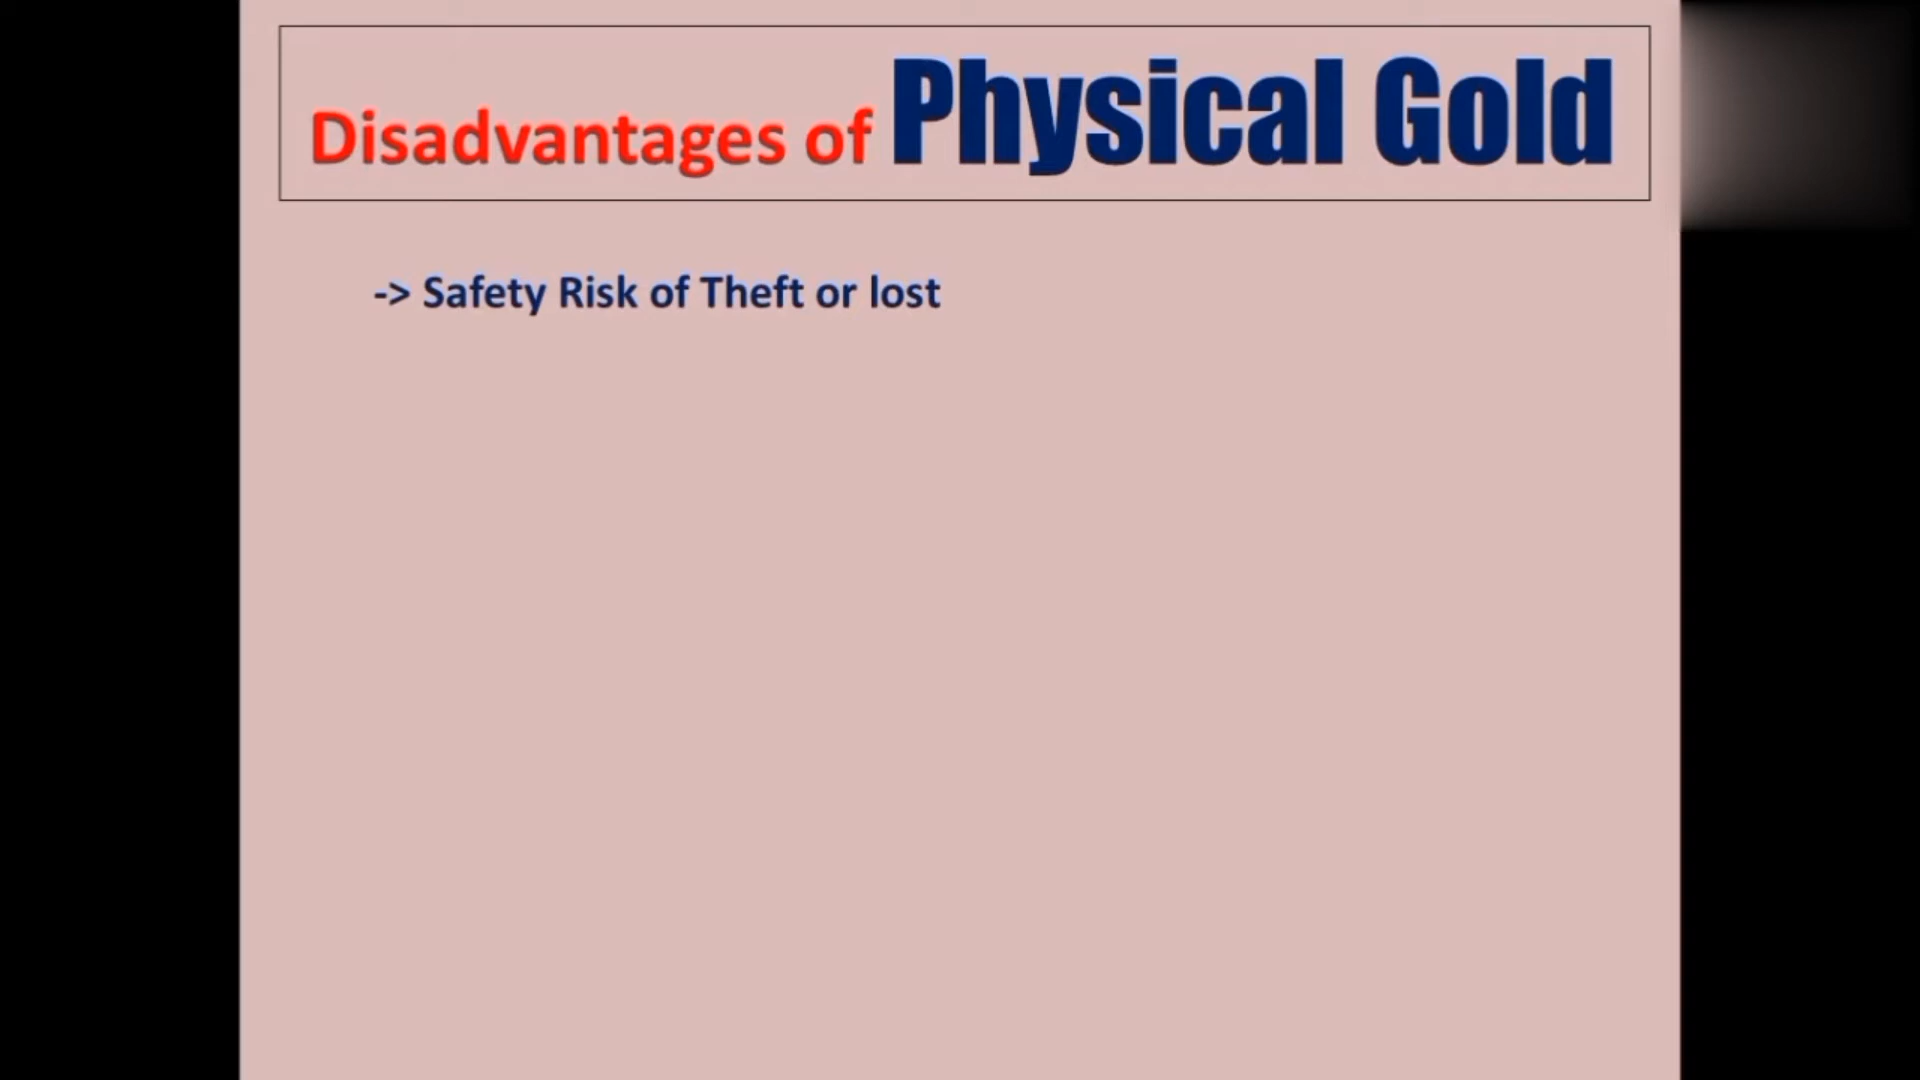 Disadvantages of Physical Gold
-> Safety Risk of Theft or lost